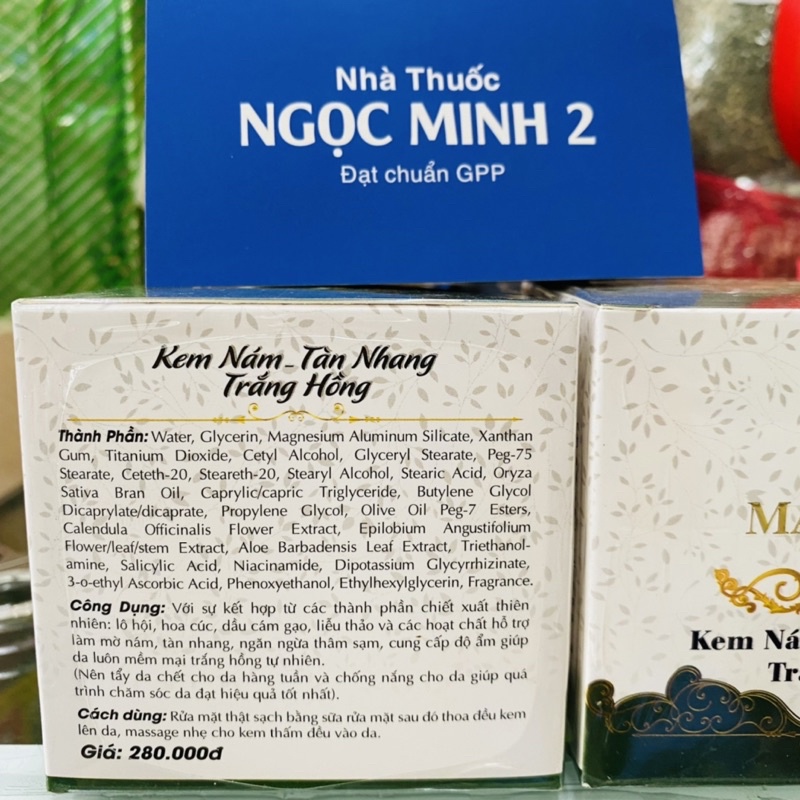 Nhà Thuốc
NGỌC MINH 2
Đạt chuẩn GPP
Kem Nám - Tàn Nhang
Trắng Hồng
Thành Phần: Water, Glycerin, Magnesium Aluminum Silicate, Xanthan
Gum, Titanium Dioxide, Cetyl Alcohol, Glyceryl Stearate, Peg-75
Stearate, Ceteth-20, Steareth-20, Stearyl Alcohol, Stearic Acid, Oryza
Sativa Bran Oil, Caprylic/capric Triglyceride, Butylene Glycol
Dicaprylate/dicaprate, Propylene Glycol, Olive Oil Peg-7 Esters,
Calendula Officinalis Flower Extract, Epilobium Angustifolium
Flower/leaf/stem Extract, Aloe Barbadensis Leaf Extract, Triethanol-
amine, Salicylic Acid, Niacinamide, Dipotassium Glycyrrhizinate,
3-o-ethyl Ascorbic Acid, Phenoxyethanol, Ethylhexylglycerin, Fragrance.
Công Dụng: Với sự kết hợp từ các thành phần chiết xuất thiên
nhiên: lô hội, hoa cúc, dầu cám gạo, liễu thảo và các hoạt chất hỗ trợ
làm mờ nám, tàn nhang, ngăn ngừa thâm sạm, cung cấp độ ẩm giúp
da luôn mềm mại trắng hồng tự nhiên.
(Nên tẩy da chết cho da hàng tuần và chống nắng cho da giúp quá
trình chăm sóc da đạt hiệu quả tốt nhất).
Cách dùng: Rửa mặt thật sạch bằng sữa rửa mặt sau đó thoa đều kem
lên da, massage nhẹ cho kem thấm đều vào da.
Giá: 280.000đ
MA
Kem Ná
Tr